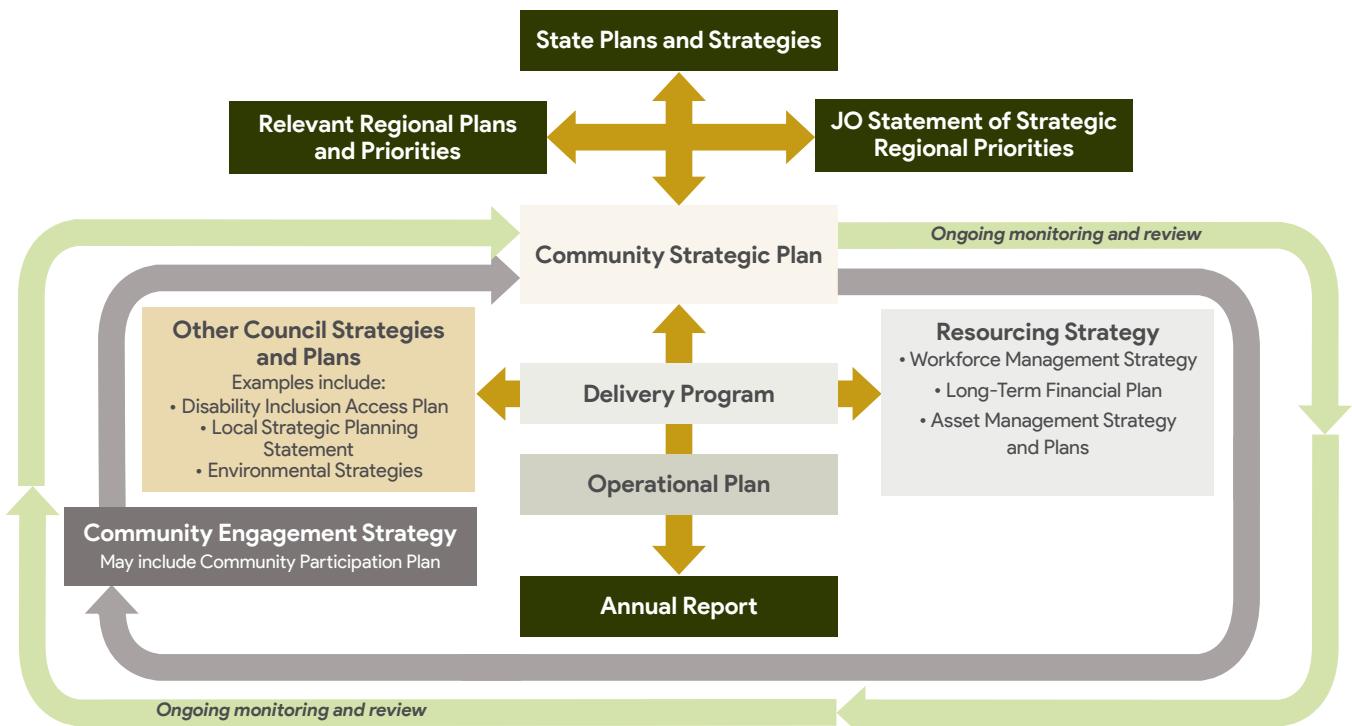 State Plans and Strategies
Relevant Regional Plans
and Priorities
JO Statement of Strategic
Regional Priorities
Community Strategic Plan
Ongoing monitoring and review
Other Council Strategies
and Plans
Examples include:
• Disability Inclusion Access Plan
• Local Strategic Planning
Statement
• Environmental Strategies
Delivery Program
Resourcing Strategy
• Workforce Management Strategy
• Long-Term Financial Plan
• Asset Management Strategy
and Plans
Operational Plan
Community Engagement Strategy
May include Community Participation Plan
Annual Report
Ongoing monitoring and review